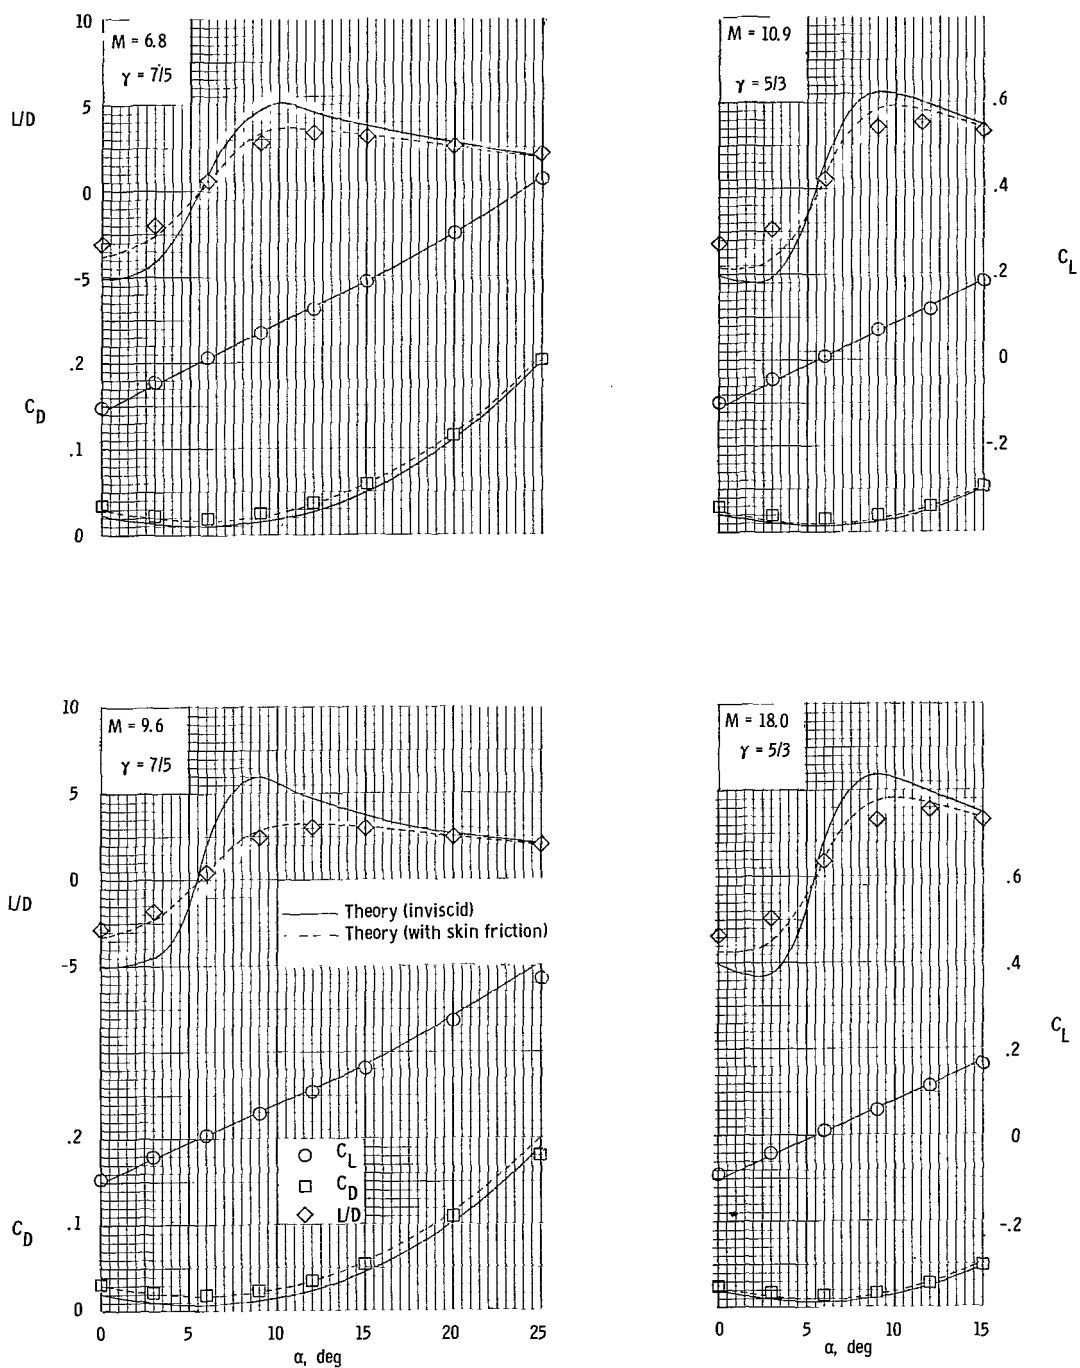 10
5
0
-5
.2
.1
0
L/D
C_D
M = 6.8
γ = 7/5
M = 10.9
γ = 5/3
.6
.4
.2
0
-.2
C_L
10
5
0
-5
.2
.1
0
L/D
C_D
M = 9.6
γ = 7/5
Theory (inviscid)
Theory (with skin friction)
C_L
C_D
L/D
0 5 10 15 20 25
α, deg
M = 18.0
γ = 5/3
.6
.4
.2
0
-.2
C_L
0 5 10 15
α, deg